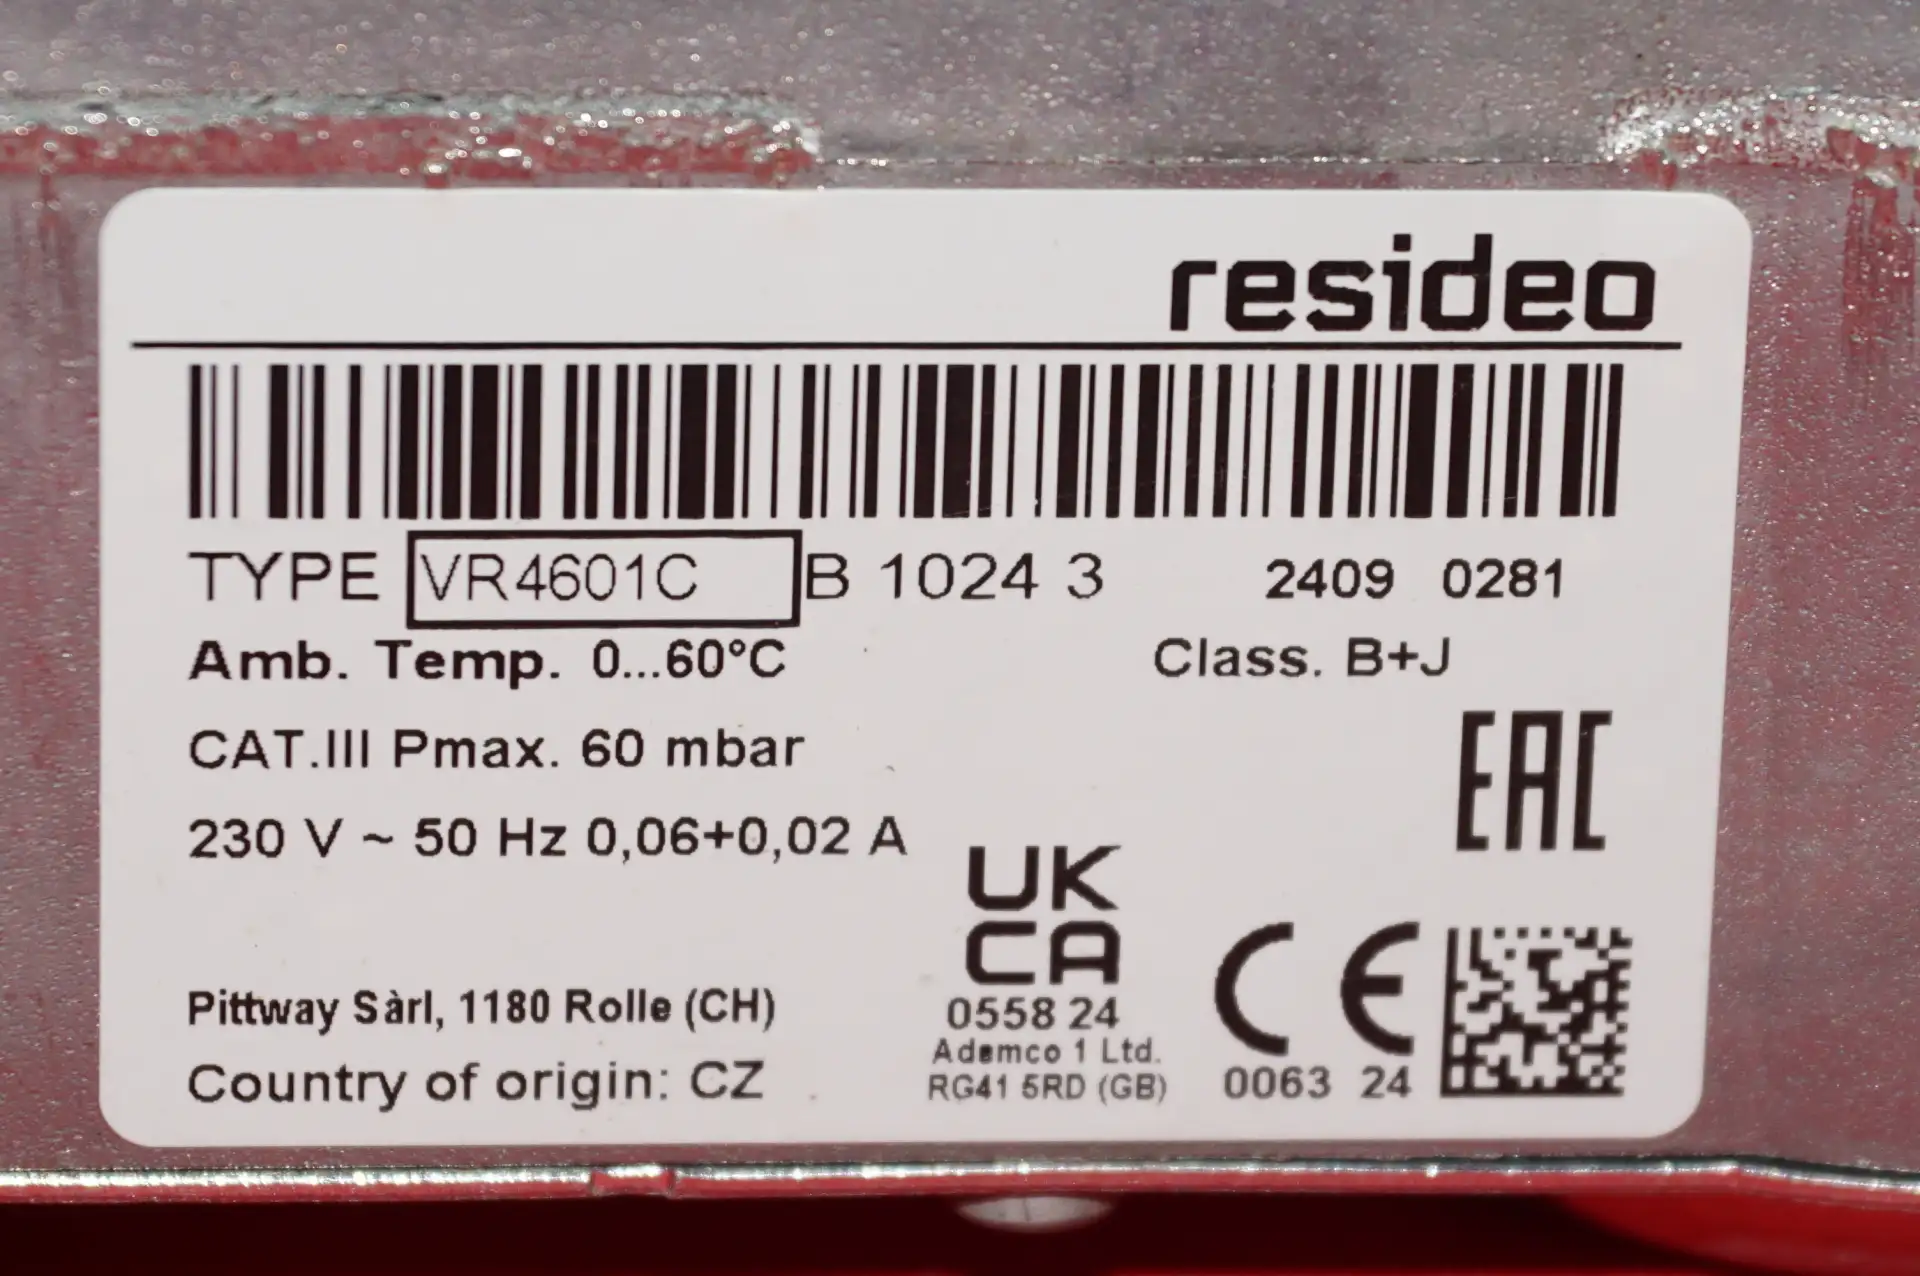 resideo
TYPE VR4601C B 1024 3 2409 0281
Amb. Temp. 0...60°C Class. B+J
CAT.III Pmax. 60 mbar
EAC
230 V ~ 50 Hz 0,06+0,02 A
UK
CA
CE
Pittway Sàrl, 1180 Rolle (CH)
0558 24
Ademco 1 Ltd.
Country of origin: CZ
RG41 5RD (GB)
0063 24